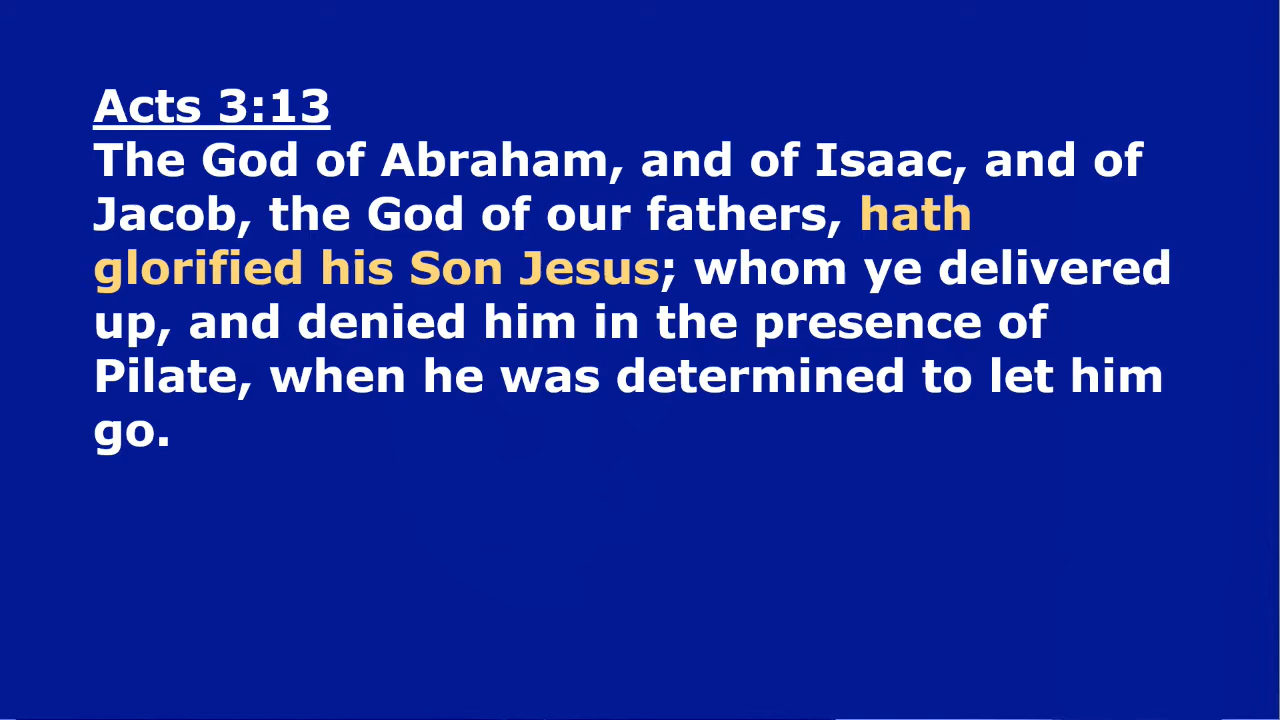 Acts 3:13
The God of Abraham, and of Isaac, and of
Jacob, the God of our fathers, hath
glorified his Son Jesus; whom ye delivered
up, and denied him in the presence of
Pilate, when he was determined to let him
go.